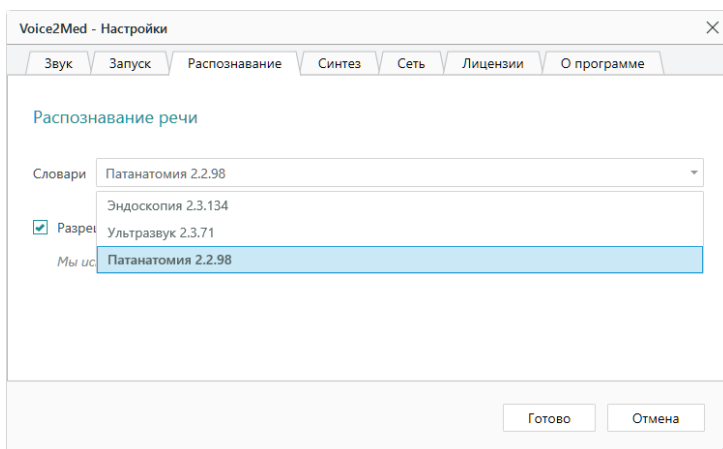 Voice2Med - Настройки
Звук Запуск Распознавание Синтез Сеть Лицензии О программе
Распознавание речи
Словари Патанатомия 2.2.98
Эндоскопия 2.3.134
Ультразвук 2.3.71
Патанатомия 2.2.98
Мы
Готово Отмена